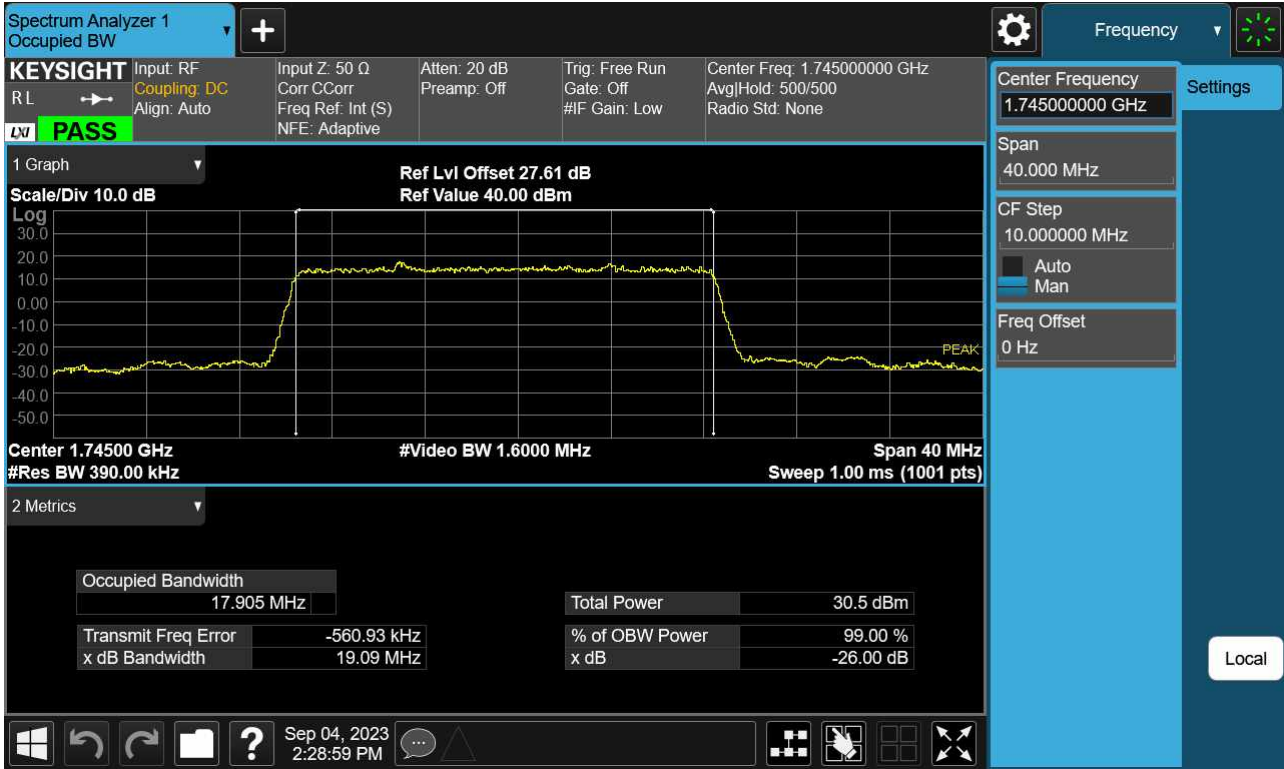 Spectrum Analyzer 1
Occupied BW
Frequency
KEYSIGHT
R L
LXI
PASS
Input: RF
Coupling: DC
Align: Auto
Input Z: 50 Ω
Corr CCorr
Freq Ref: Int (S)
NFE: Adaptive
Atten: 20 dB
Preamp: Off
Trig: Free Run
Gate: Off
#IF Gain: Low
Center Freq: 1.745000000 GHz
Avg|Hold: 500/500
Radio Std: None
Center Frequency
1.745000000 GHz
Settings
Span
40.000 MHz
CF Step
10.000000 MHz
Auto
Man
Freq Offset
0 Hz
Local
1 Graph
Scale/Div 10.0 dB
Ref Lvl Offset 27.61 dB
Ref Value 40.00 dBm
Log
30.0
20.0
10.0
0.00
-10.0
-20.0
-30.0
-40.0
-50.0
PEAK
Center 1.74500 GHz
#Res BW 390.00 kHz
#Video BW 1.6000 MHz
Span 40 MHz
Sweep 1.00 ms (1001 pts)
2 Metrics
Occupied Bandwidth
17.905 MHz
Total Power 30.5 dBm
Transmit Freq Error -560.93 kHz
% of OBW Power 99.00 %
x dB Bandwidth 19.09 MHz
x dB -26.00 dB
?
Sep 04, 2023
2:28:59 PM